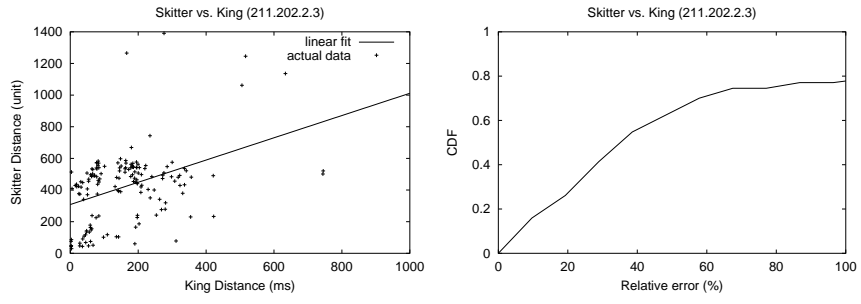 Skitter vs. King (211.202.2.3)
1400
1200
1000
800
600
400
200
0
Skitter Distance (unit)
linear fit
actual data
0 200 400 600 800 1000
King Distance (ms)
Skitter vs. King (211.202.2.3)
1
0.8
0.6
0.4
0.2
0
CDF
0 20 40 60 80 100
Relative error (%)